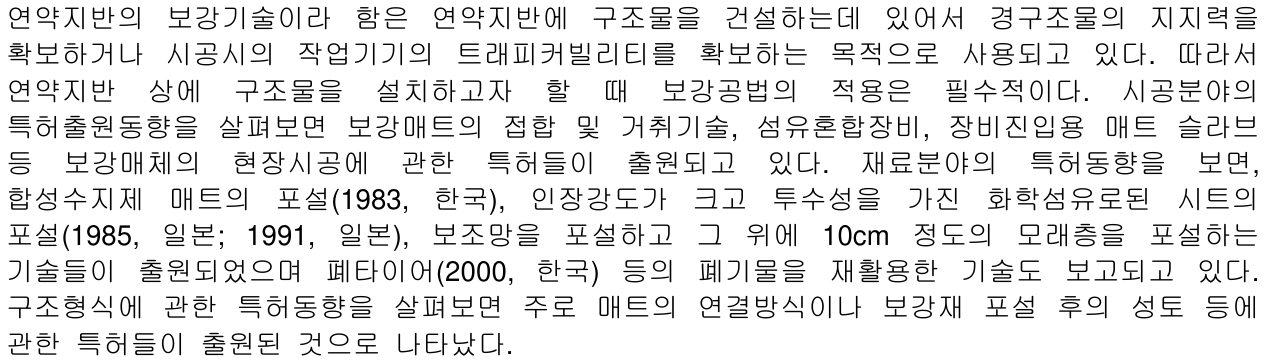 연약지반의 보강기술이라 함은 연약지반에 구조물을 건설하는데 있어서 경구조물의 지지력을
확보하거나 시공시의 작업기기의 트래피커빌리티를 확보하는 목적으로 사용되고 있다. 따라서
연약지반 상에 구조물을 설치하고자 할 때 보강공법의 적용은 필수적이다. 시공분야의
특허출원동향을 살펴보면 보강매트의 접합 및 거취기술, 섬유혼합장비, 장비진입용 매트 슬라브
등 보강매체의 현장시공에 관한 특허들이 출원되고 있다. 재료분야의 특허동향을 보면,
합성수지제 매트의 포설(1983, 한국), 인장강도가 크고 투수성을 가진 화학섬유로된 시트의
포설(1985, 일본; 1991, 일본), 보조망을 포설하고 그 위에 10cm 정도의 모래층을 포설하는
기술들이 출원되었으며 폐타이어(2000, 한국) 등의 폐기물을 재활용한 기술도 보고되고 있다.
구조형식에 관한 특허동향을 살펴보면 주로 매트의 연결방식이나 보강재 포설 후의 성토 등에
관한 특허들이 출원된 것으로 나타났다.